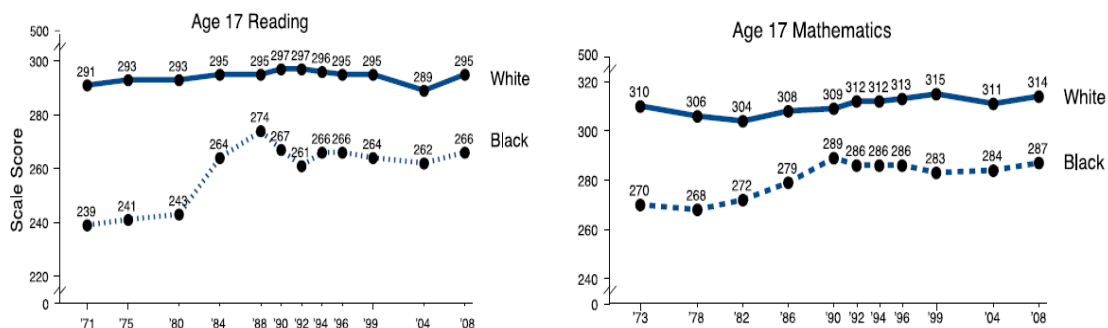 Age 17 Reading
Scale Score
500
300
280
260
240
220
0
291 293 293 295 295 297 297 296 295 295 289 295
White
239 241 243 264 274 267 261 266 266 264 262 266
Black
'71 '75 '80 '84 '88 '90 '92 '94 '96 '99 '04 '08
Age 17 Mathematics
500
320
300
280
260
240
0
310 306 304 308 309 312 312 313 315 311 314
White
270 268 272 279 289 286 286 286 283 284 287
Black
'73 '78 '82 '86 '90 '92 '94 '96 '99 '04 '08